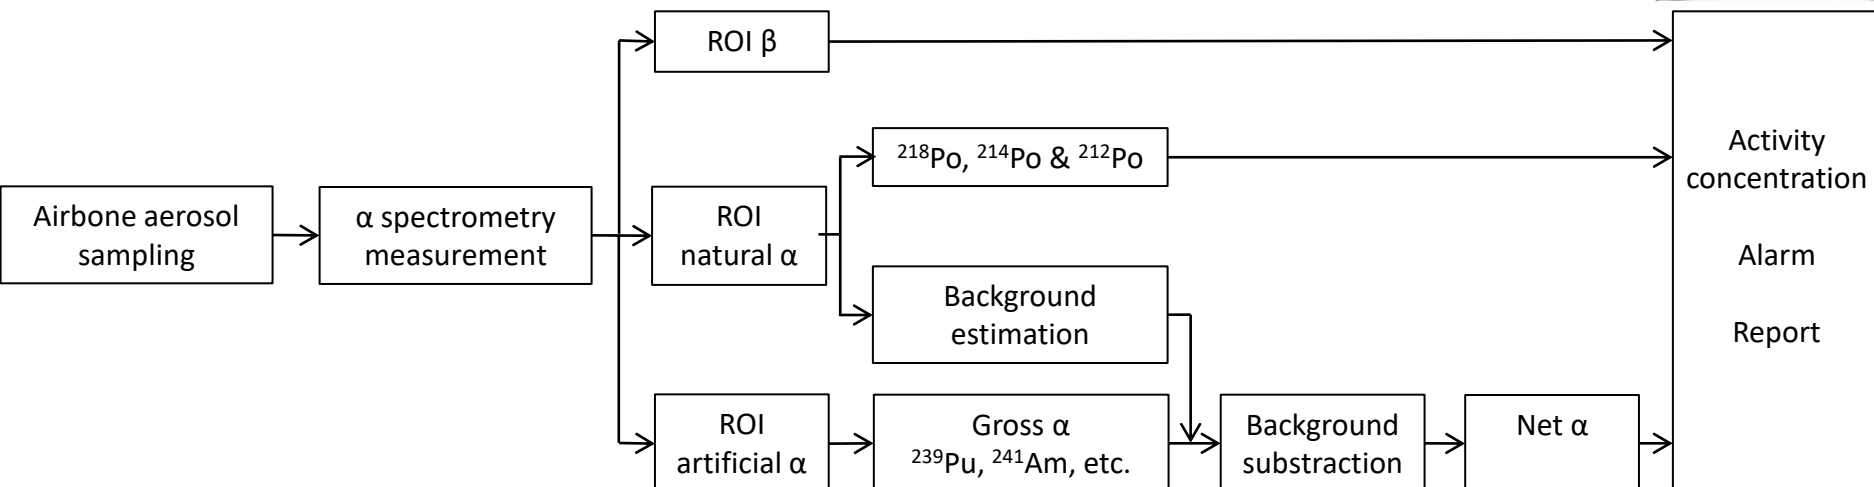 ROI β
²¹⁸Po, ²¹⁴Po & ²¹²Po
Airbone aerosol
sampling
α spectrometry
measurement
ROI
natural α
Background
estimation
ROI
artificial α
Gross α
²³⁹Pu, ²⁴¹Am, etc.
Background
substraction
Net α
Activity
concentration
Alarm
Report